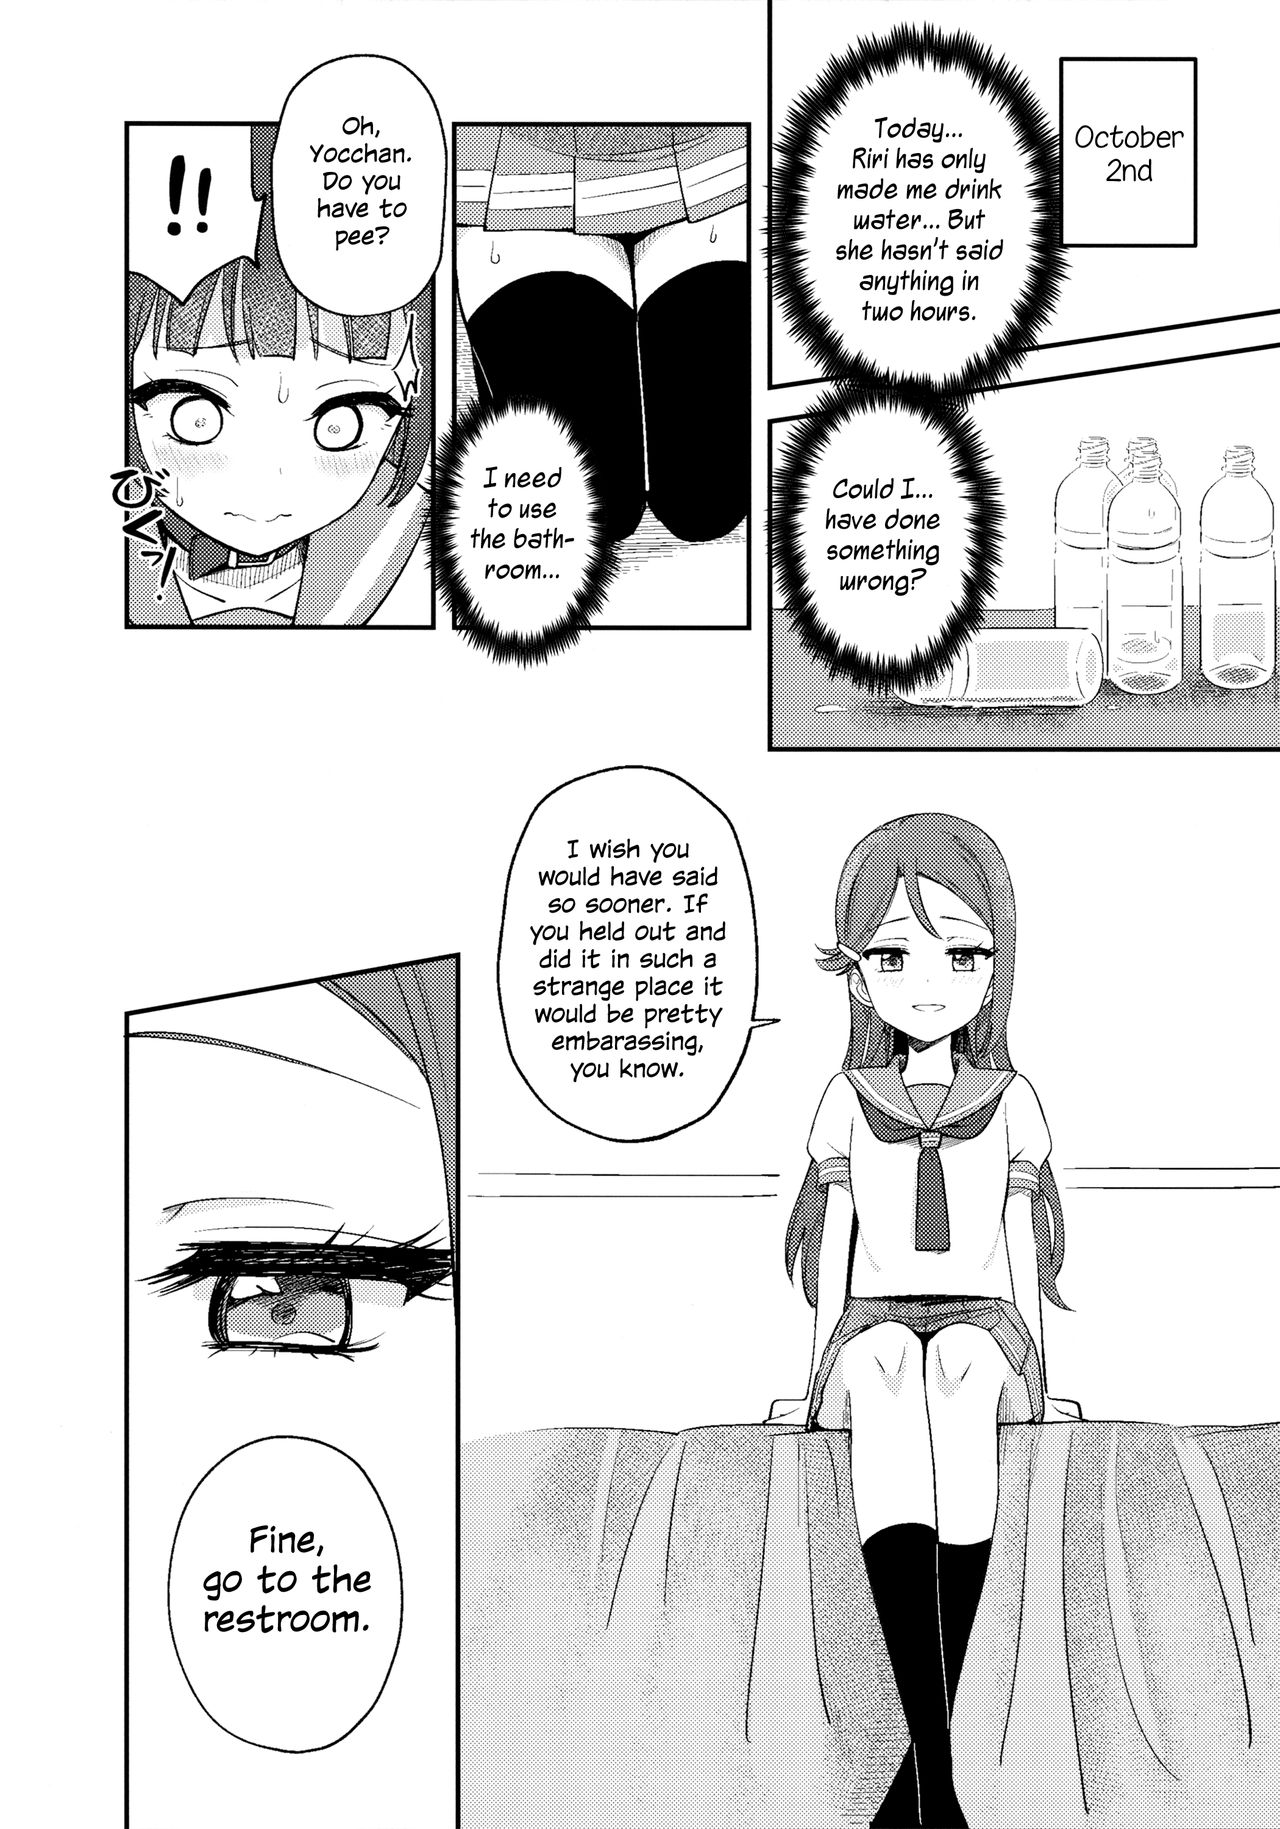 October
2nd
Today...
Riri has only
made me drink
water... But
she hasn't said
anything in
two hours.
Could I...
have done
something
wrong?
I need
to use
the bath-
room...
Oh,
Yocchan.
Do you
have to
pee?
!!
びくっ!
I wish you
would have said
so sooner. If
you held out and
did it in such a
strange place it
would be pretty
embarassing,
you know.
Fine,
go to the
restroom.